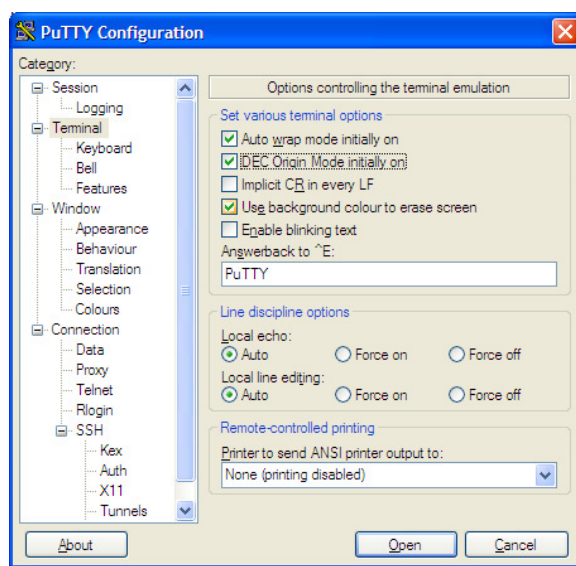 PuTTY Configuration
Category:
Session
Logging
Terminal
Keyboard
Bell
Features
Window
Appearance
Behaviour
Translation
Selection
Colours
Connection
Data
Proxy
Telnet
Rlogin
SSH
Kex
Auth
X11
Tunnels
Options controlling the terminal emulation
Set various terminal options
Auto wrap mode initially on
DEC Origin Mode initially on
Implicit CR in every LF
Use background colour to erase screen
Enable blinking text
Answerback to ^E:
PuTTY
Line discipline options
Local echo:
Auto Force on Force off
Local line editing:
Auto Force on Force off
Remote-controlled printing
Printer to send ANSI printer output to:
None (printing disabled)
About Open Cancel